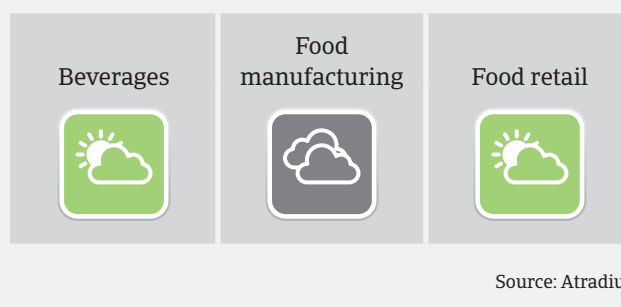 Beverages
Food
manufacturing
Food retail
Source: Atradiu